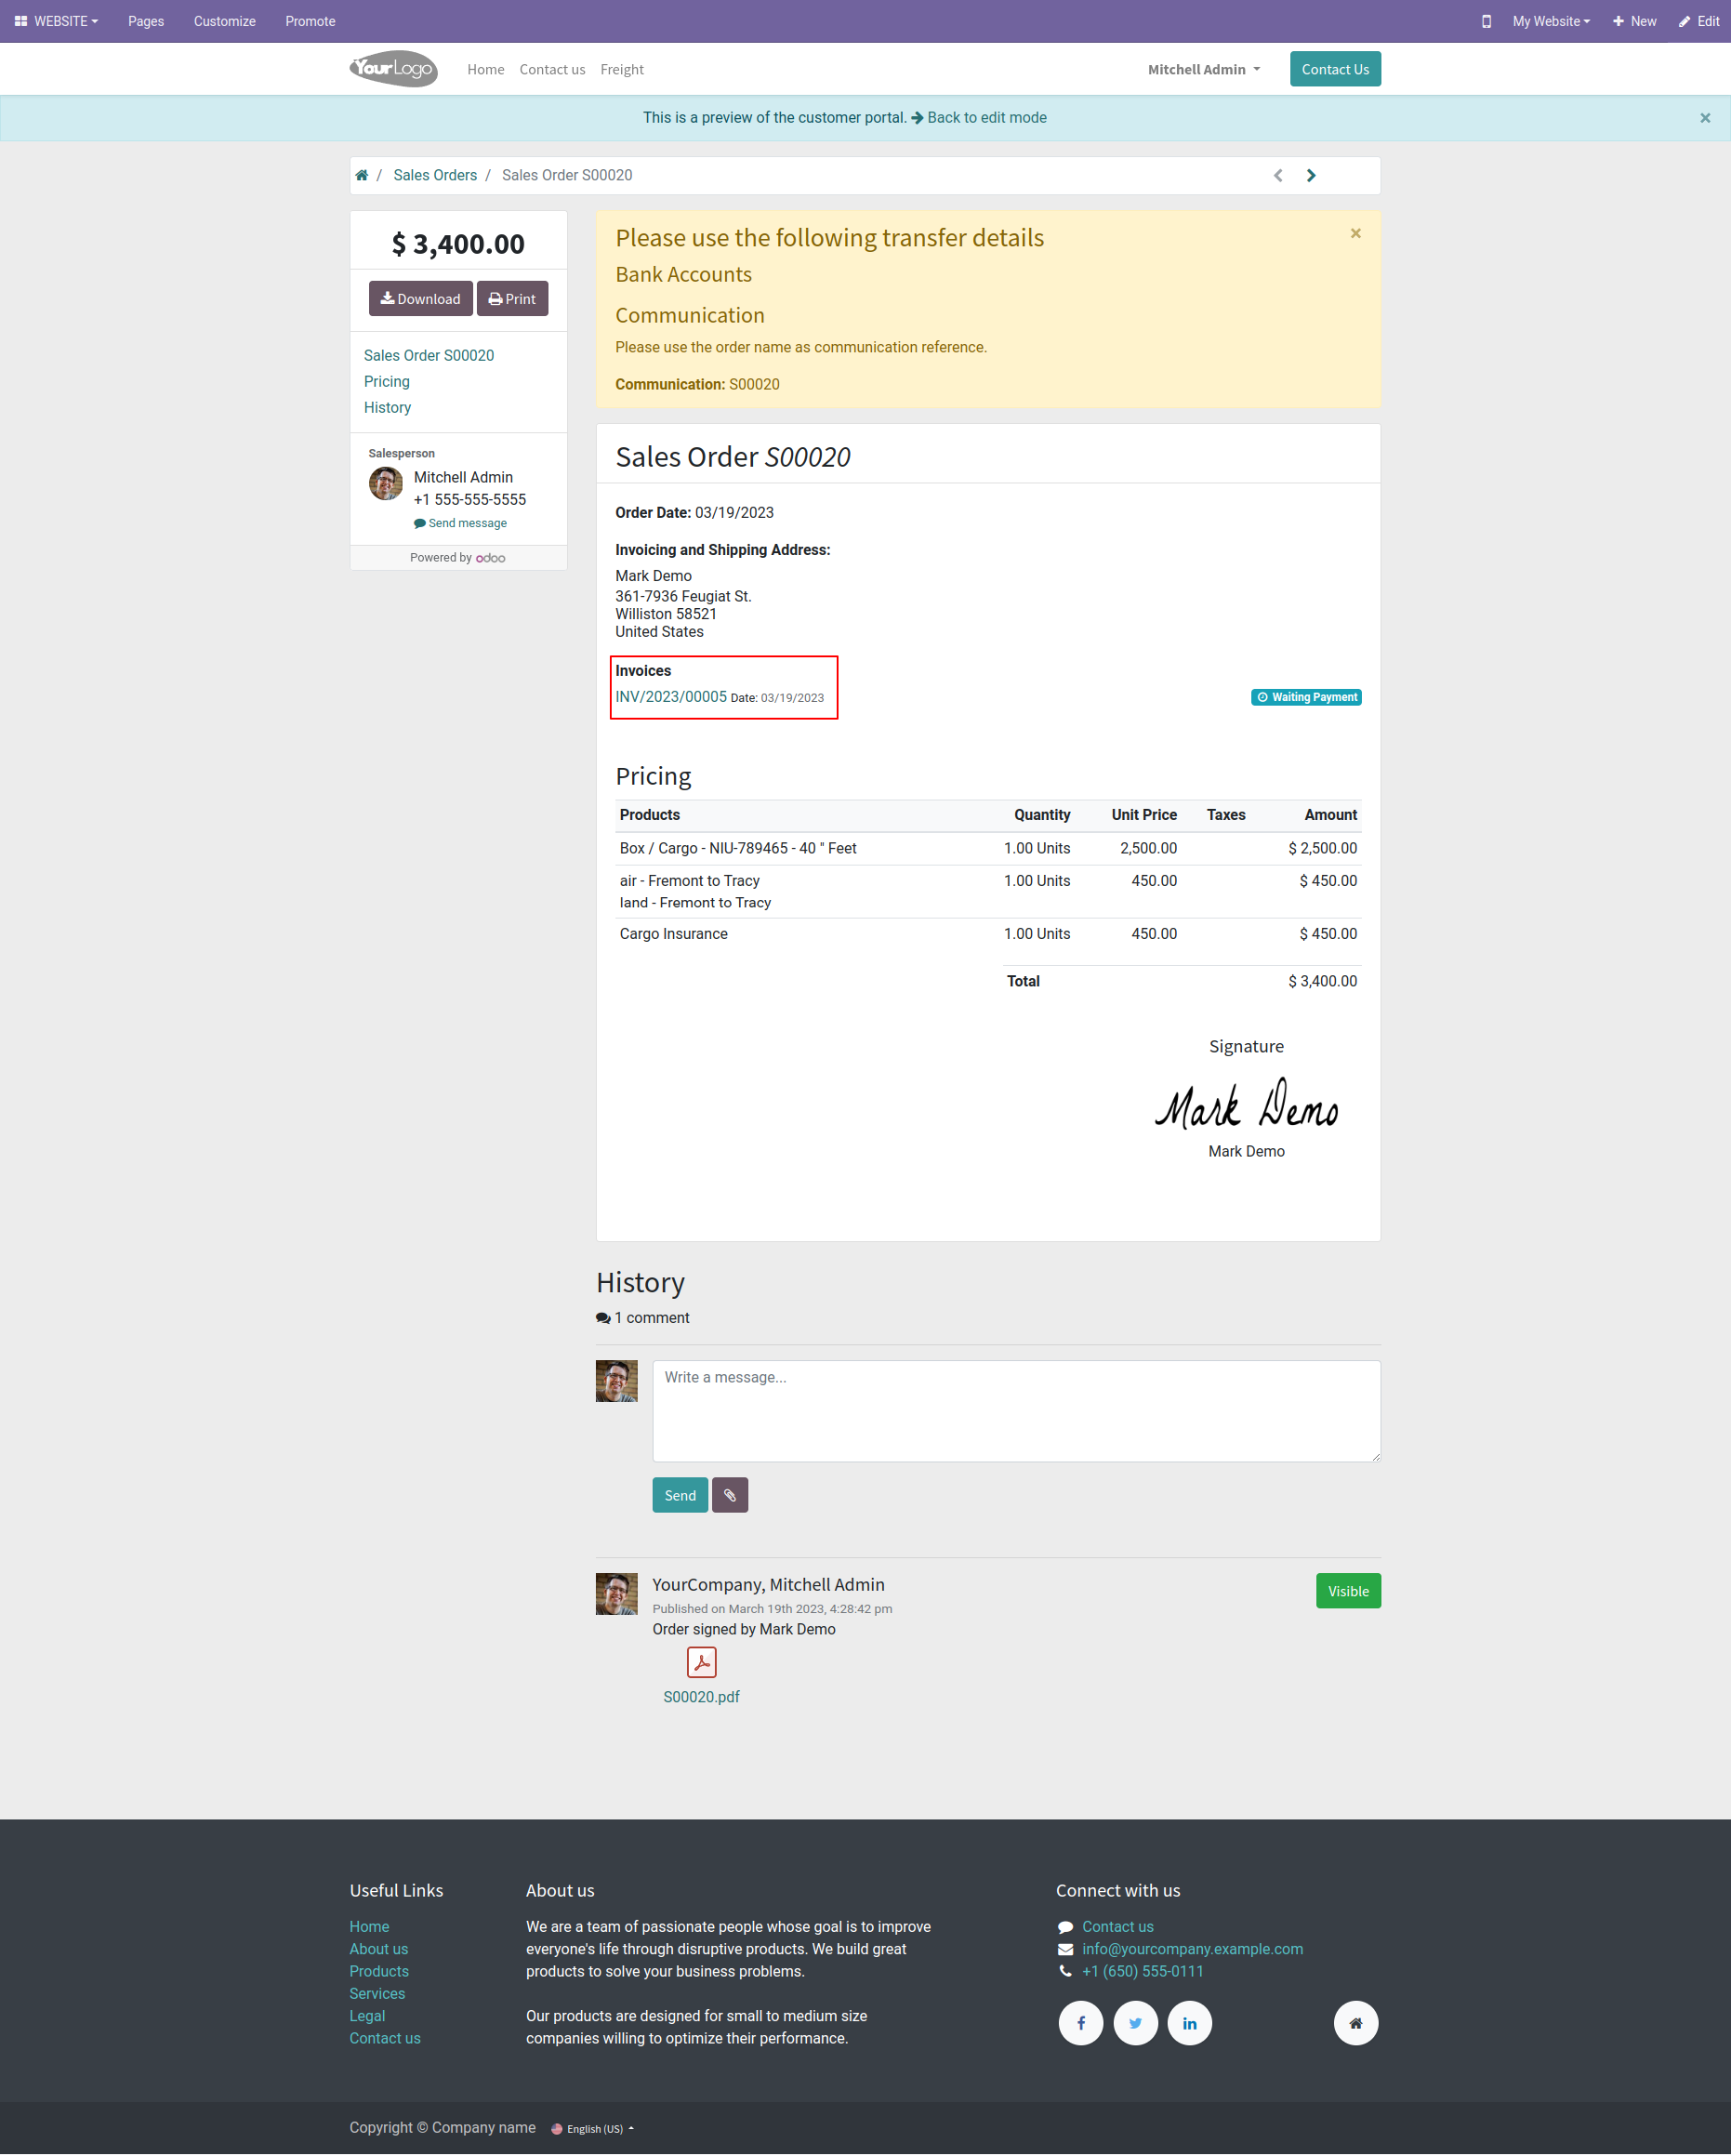 WEBSITE Pages Customize Promote My Website New Edit
YourLogo Home Contact us Freight Mitchell Admin Contact Us
This is a preview of the customer portal. Back to edit mode ×
/ Sales Orders / Sales Order S00020
$ 3,400.00
Download Print
Sales Order S00020
Pricing
History
Salesperson
Mitchell Admin
+1 555-555-5555
Send message
Powered by odoo
Please use the following transfer details ×
Bank Accounts
Communication
Please use the order name as communication reference.
Communication: S00020
Sales Order S00020
Order Date: 03/19/2023
Invoicing and Shipping Address:
Mark Demo
361-7936 Feugiat St.
Williston 58521
United States
Invoices
INV/2023/00005 Date: 03/19/2023 Waiting Payment
Pricing
Products Quantity Unit Price Taxes Amount
Box / Cargo - NIU-789465 - 40 " Feet 1.00 Units 2,500.00 $ 2,500.00
air - Fremont to Tracy 1.00 Units 450.00 $ 450.00
land - Fremont to Tracy
Cargo Insurance 1.00 Units 450.00 $ 450.00
Total $ 3,400.00
Signature
Mark Demo
Mark Demo
History
1 comment
Write a message...
Send
YourCompany, Mitchell Admin Visible
Published on March 19th 2023, 4:28:42 pm
Order signed by Mark Demo
S00020.pdf
Useful Links
Home
About us
Products
Services
Legal
Contact us
About us
We are a team of passionate people whose goal is to improve
everyone's life through disruptive products. We build great
products to solve your business problems.
Our products are designed for small to medium size
companies willing to optimize their performance.
Connect with us
Contact us
info@yourcompany.example.com
+1 (650) 555-0111
Copyright © Company name English (US)